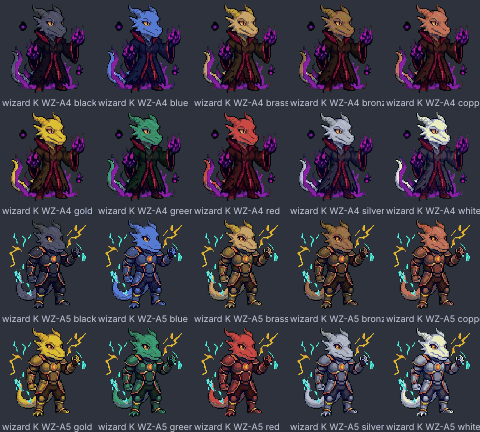 wizard K WZ-A4 black
wizard K WZ-A4 blue
wizard K WZ-A4 brass
wizard K WZ-A4 bronz
wizard K WZ-A4 copp
wizard K WZ-A4 gold
wizard K WZ-A4 green
wizard K WZ-A4 red
wizard K WZ-A4 silver
wizard K WZ-A4 white
wizard K WZ-A5 black
wizard K WZ-A5 blue
wizard K WZ-A5 brass
wizard K WZ-A5 bronz
wizard K WZ-A5 copp
wizard K WZ-A5 gold
wizard K WZ-A5 green
wizard K WZ-A5 red
wizard K WZ-A5 silver
wizard K WZ-A5 white